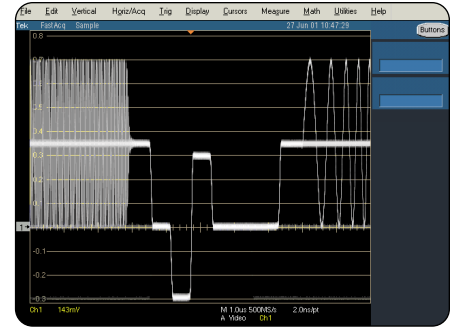 File Edit Vertical Horiz/Acq Trig Display Cursors Measure Math Utilities Help
Tek FastAcq Sample 27 Jun 01 10:47:29
Buttons
0.8
0.4
0.3
0.2
0.1
1
-0.1
-0.2
-0.3
Ch1 143mV M 1.0us 500MS/s 2.0ns/pt
A Video Ch1